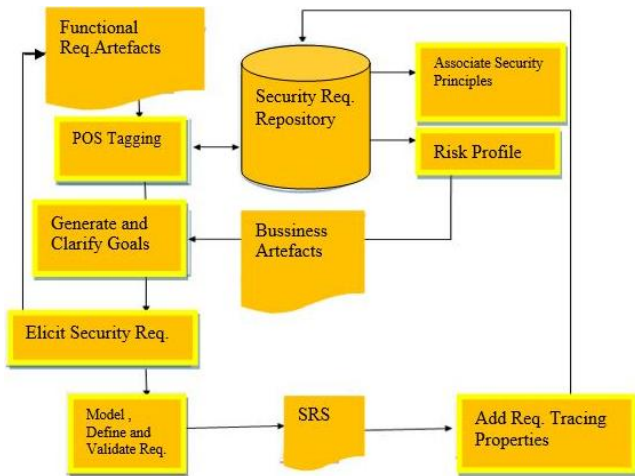 Functional
Req.Artefacts
Security Req.
Repository
Associate Security
Principles
POS Tagging
Risk Profile
Generate and
Clarify Goals
Bussiness
Artefacts
Elicit Security Req.
Model ,
Define and
Validate Req.
SRS
Add Req. Tracing
Properties